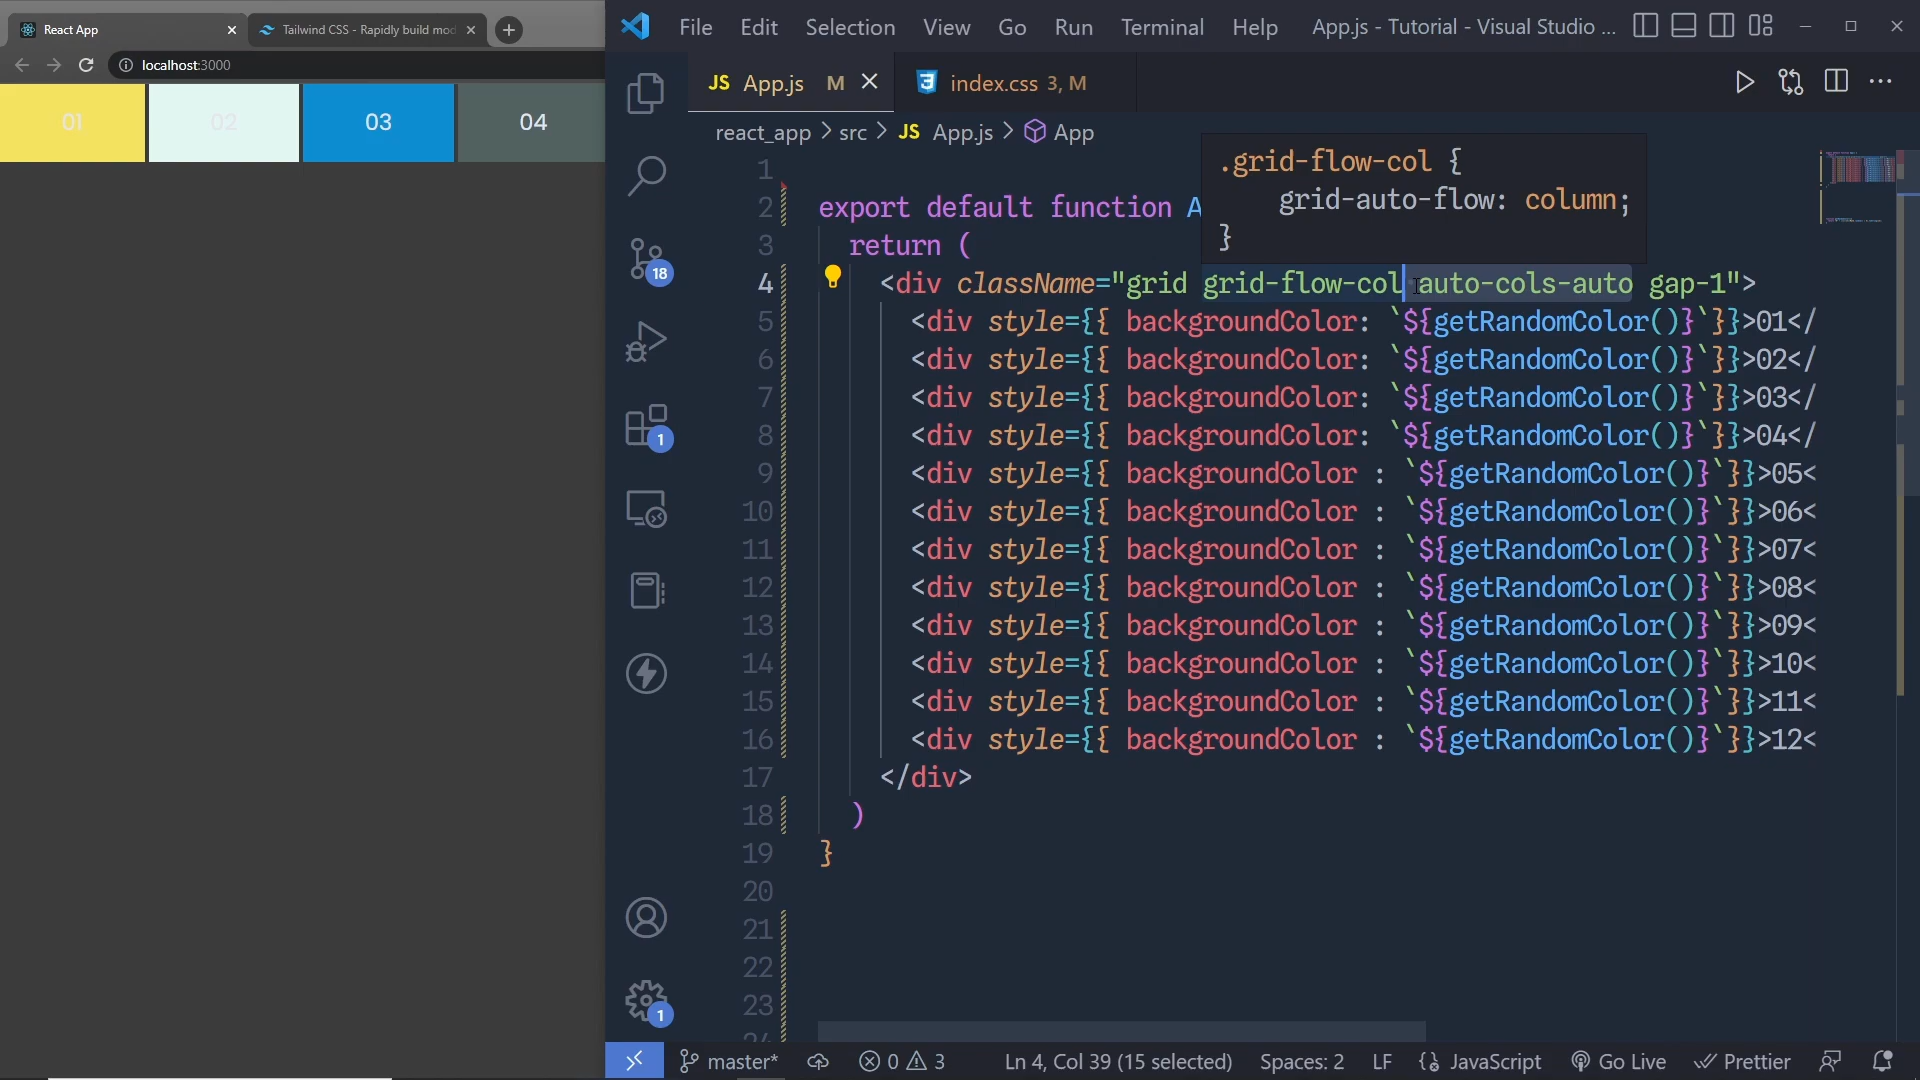 React App
Tailwind CSS - Rapidly build mod
localhost:3000
01
02
03
04
File Edit Selection View Go Run Terminal Help
App.js - Tutorial - Visual Studio ...
JS App.js M
index.css 3, M
react_app > src > JS App.js > App
.grid-flow-col {
grid-auto-flow: column;
}
1
2 export default function A
3 return (
4 <div className="grid grid-flow-col auto-cols-auto gap-1">
5 <div style={{ backgroundColor: `${getRandomColor()}`}}>01</
6 <div style={{ backgroundColor: `${getRandomColor()}`}}>02</
7 <div style={{ backgroundColor: `${getRandomColor()}`}}>03</
8 <div style={{ backgroundColor: `${getRandomColor()}`}}>04</
9 <div style={{ backgroundColor : `${getRandomColor()}`}}>05<
10 <div style={{ backgroundColor : `${getRandomColor()}`}}>06<
11 <div style={{ backgroundColor : `${getRandomColor()}`}}>07<
12 <div style={{ backgroundColor : `${getRandomColor()}`}}>08<
13 <div style={{ backgroundColor : `${getRandomColor()}`}}>09<
14 <div style={{ backgroundColor : `${getRandomColor()}`}}>10<
15 <div style={{ backgroundColor : `${getRandomColor()}`}}>11<
16 <div style={{ backgroundColor : `${getRandomColor()}`}}>12<
17 </div>
18 )
19 }
20
21
22
23
18
1
1
master*
0 3
Ln 4, Col 39 (15 selected)
Spaces: 2
LF
JavaScript
Go Live
Prettier